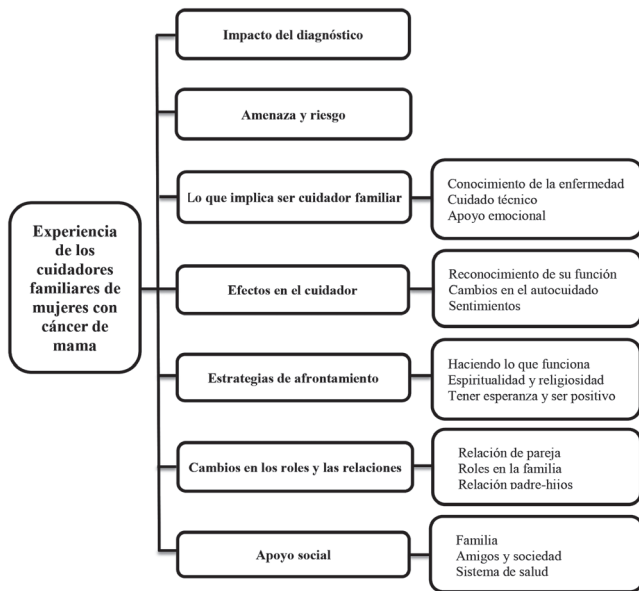 Impacto del diagnóstico
Amenaza y riesgo
Lo que implica ser cuidador familiar
Conocimiento de la enfermedad
Cuidado técnico
Apoyo emocional
Experiencia
de los
cuidadores
familiares de
mujeres con
cáncer de
mama
Efectos en el cuidador
Reconocimiento de su función
Cambios en el autocuidado
Sentimientos
Estrategias de afrontamiento
Haciendo lo que funciona
Espiritualidad y religiosidad
Tener esperanza y ser positivo
Cambios en los roles y las relaciones
Relación de pareja
Roles en la familia
Relación padre-hijos
Apoyo social
Familia
Amigos y sociedad
Sistema de salud